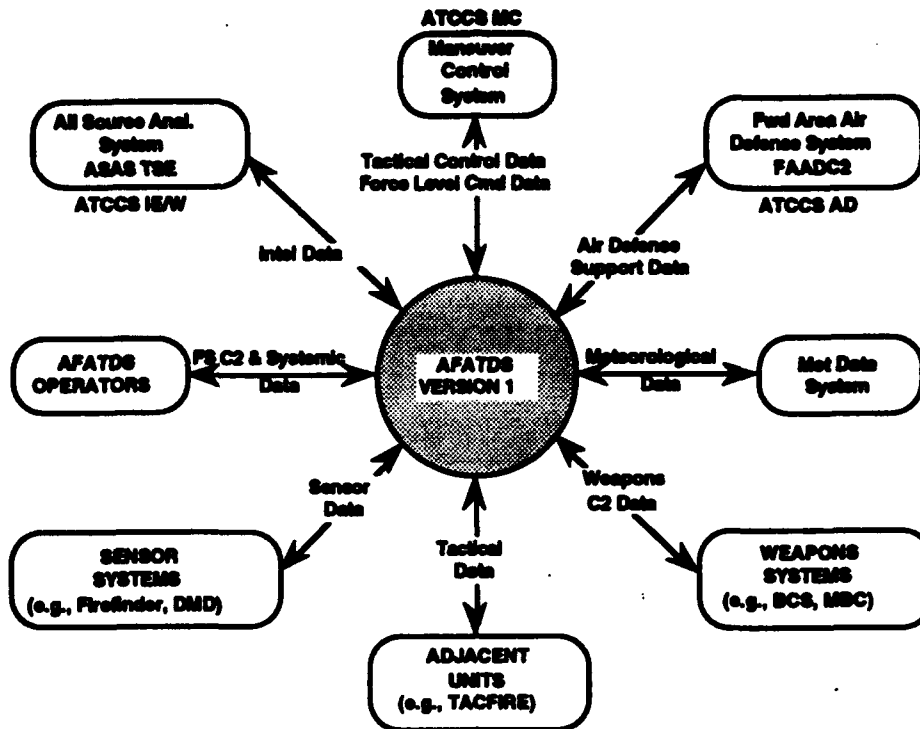 ATCCS MC
Maneuver
Control
System
All Source Anal.
System
ASAS TSE
ATCCS IE/W
Fwd Area Air
Defense System
FAADC2
ATCCS AD
Tactical Control Data
Force Level Cmd Data
Intel Data
Air Defense
Support Data
AFATDS
OPERATORS
FS C2 & Systemic
Data
AFATDS
VERSION 1
Meteorological
Data
Met Data
System
Sensor
Data
Weapons
C2 Data
Tactical
Data
SENSOR
SYSTEMS
(e.g., Firefinder, DMD)
WEAPONS
SYSTEMS
(e.g., BCS, MBC)
ADJACENT
UNITS
(e.g., TACFIRE)